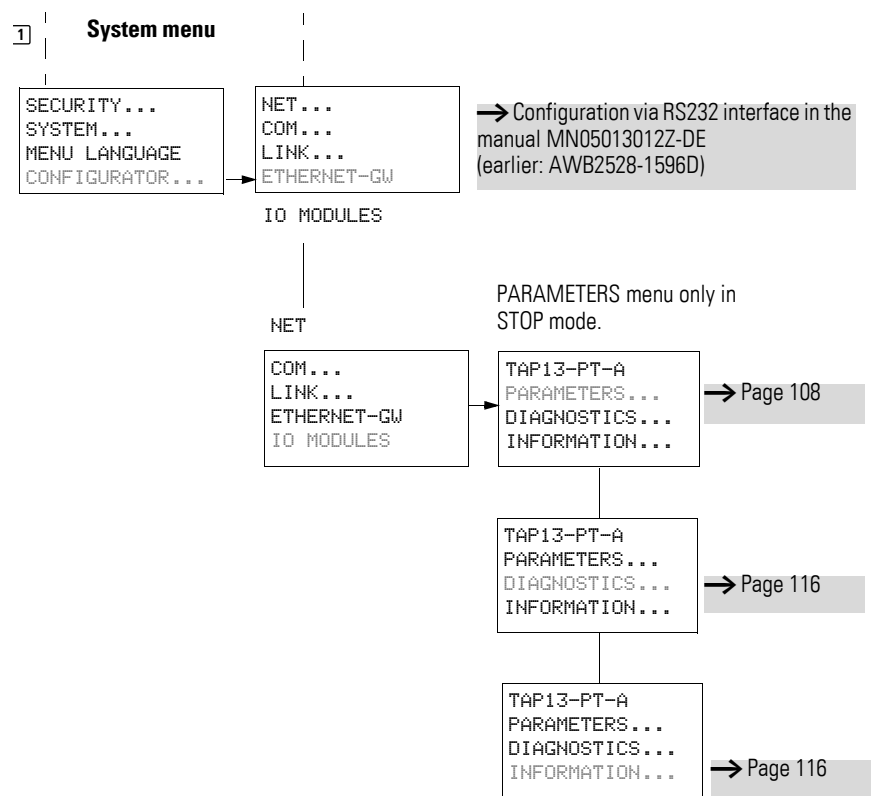 1
System menu
SECURITY...
SYSTEM...
MENU LANGUAGE
CONFIGURATOR...
NET...
COM...
LINK...
ETHERNET-GW
IO MODULES
→ Configuration via RS232 interface in the
manual MN05013012Z-DE
(earlier: AWB2528-1596D)
NET
COM...
LINK...
ETHERNET-GW
IO MODULES
PARAMETERS menu only in
STOP mode.
TAP13-PT-A
PARAMETERS...
DIAGNOSTICS...
INFORMATION...
→ Page 108
TAP13-PT-A
PARAMETERS...
DIAGNOSTICS...
INFORMATION...
→ Page 116
TAP13-PT-A
PARAMETERS...
DIAGNOSTICS...
INFORMATION...
→ Page 116